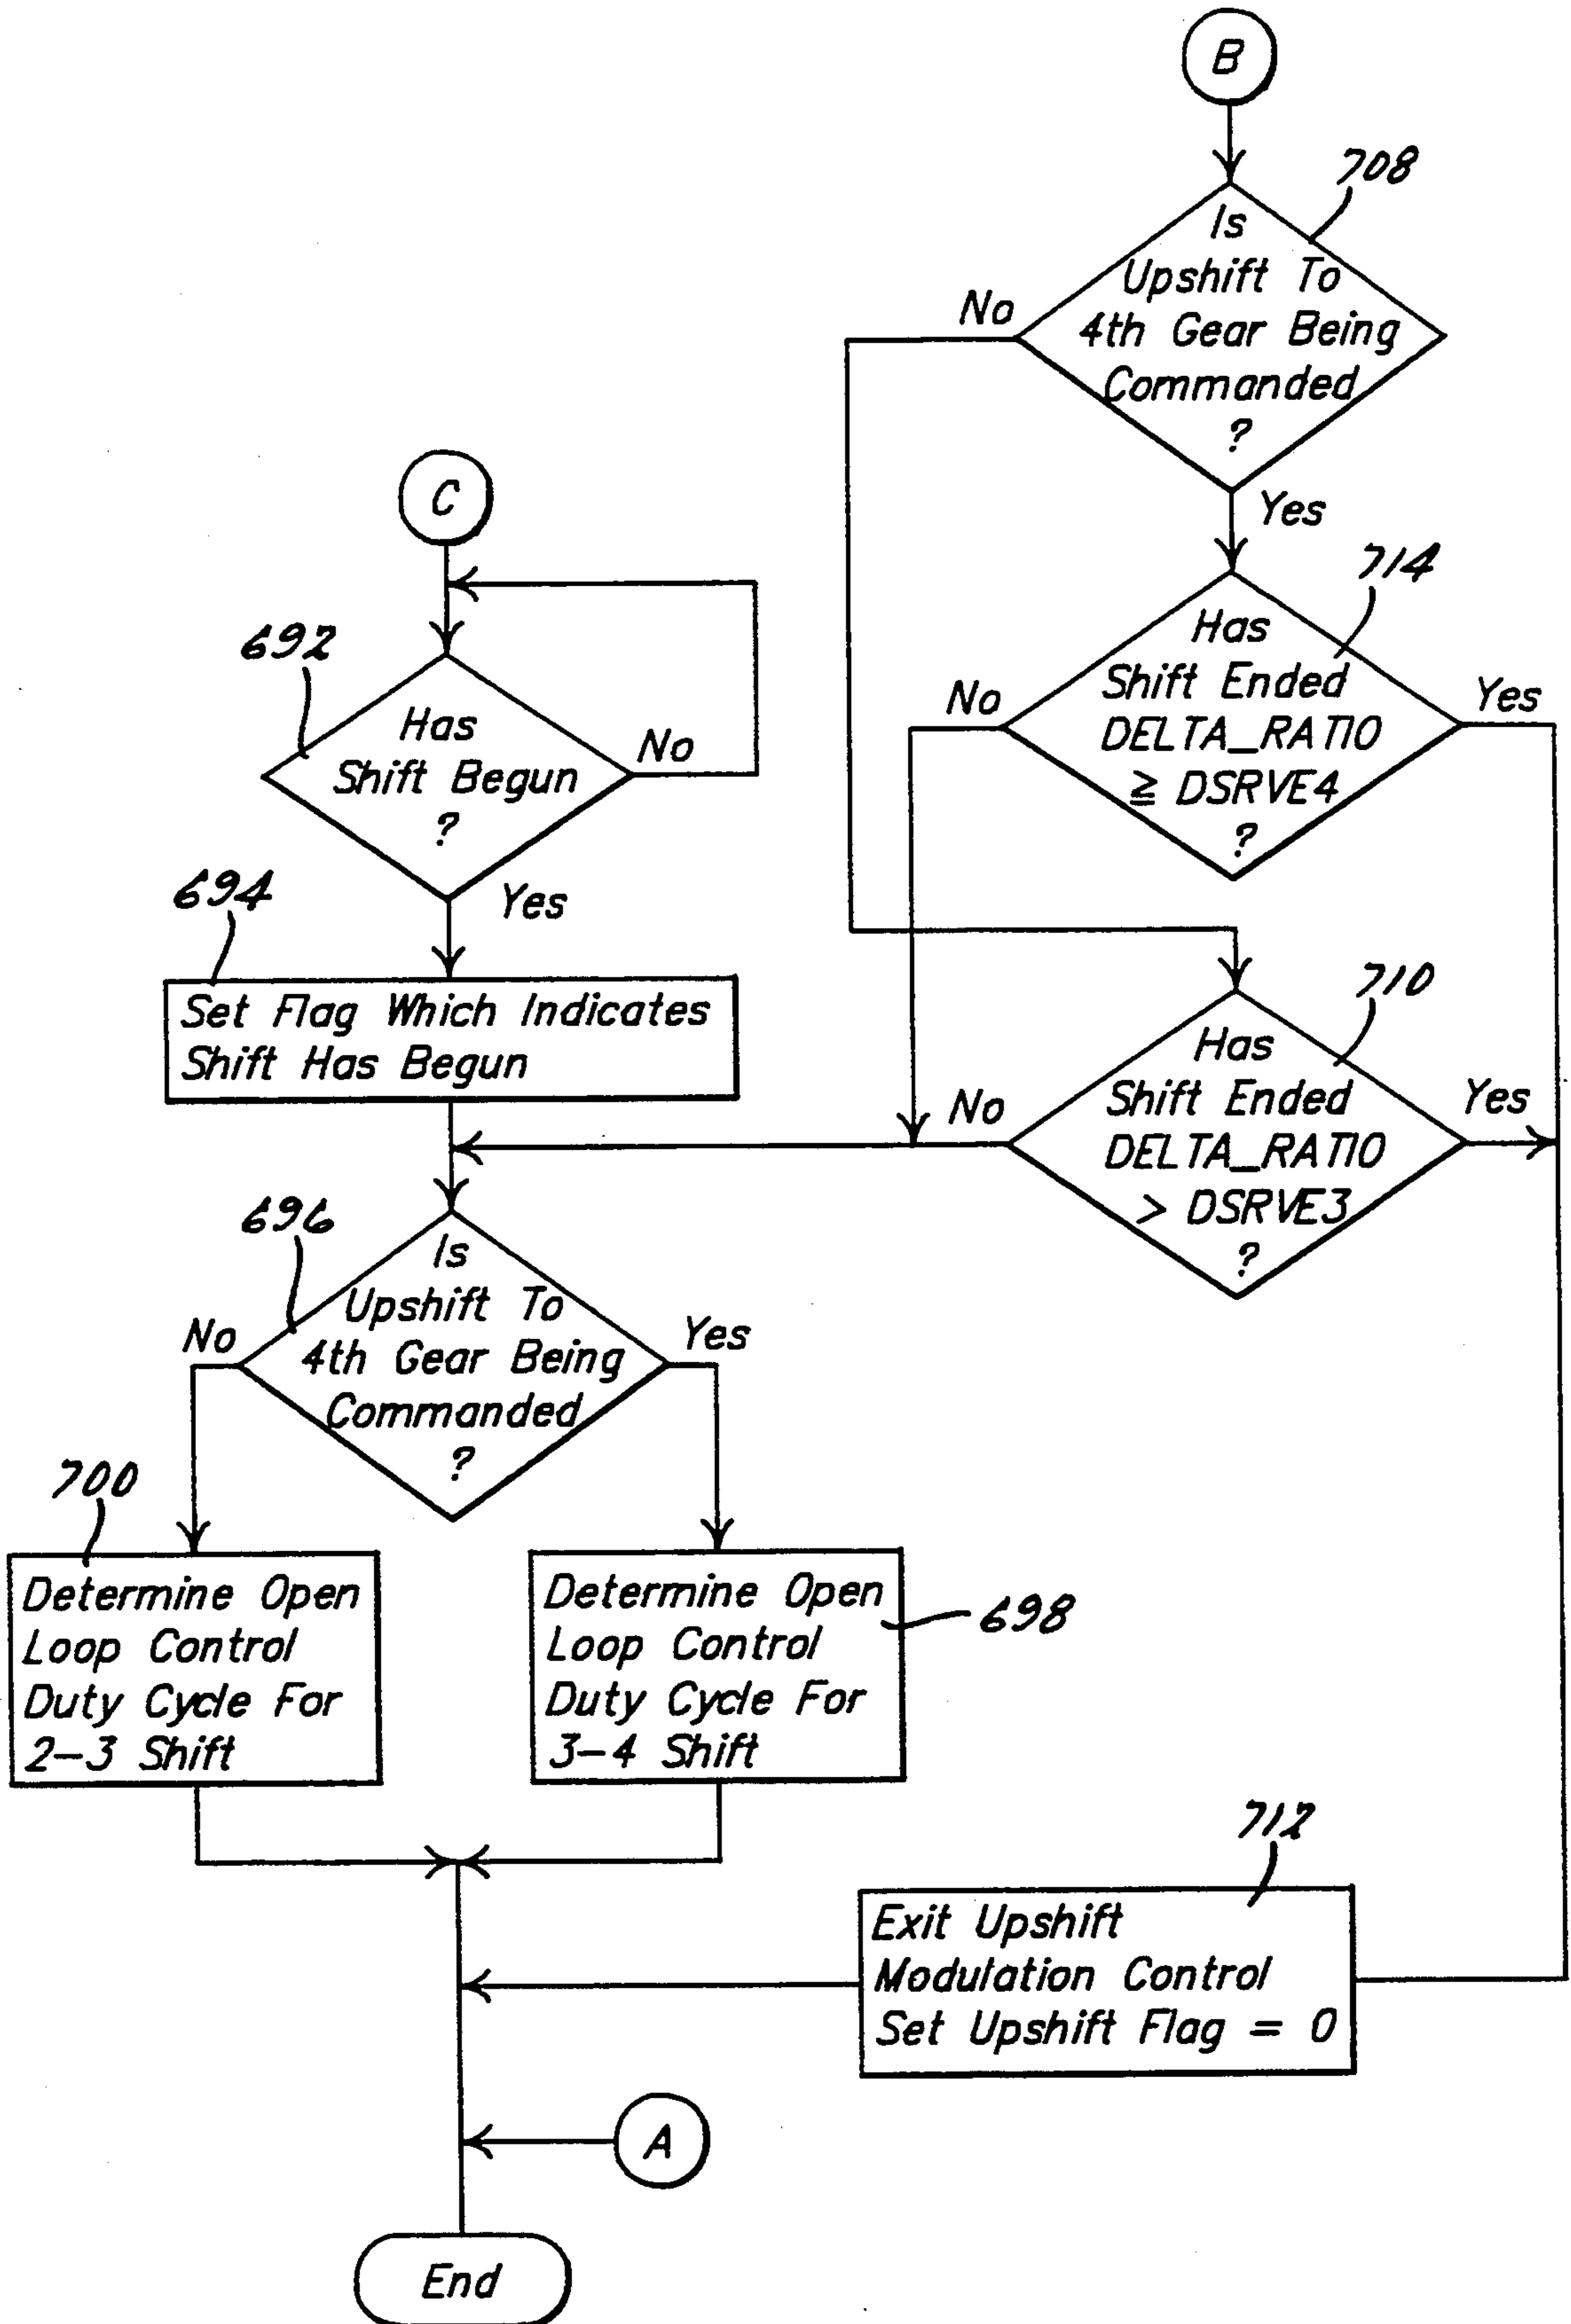 B
708
Is
Upshift To
4th Gear Being
Commanded
?
No
Yes
714
Has
Shift Ended
DELTA_RATIO
≧ DSRVE4
?
No
Yes
C
692
Has
Shift Begun
?
No
Yes
694
Set Flag Which Indicates
Shift Has Begun
710
Has
Shift Ended
DELTA_RATIO
> DSRVE3
?
No
Yes
696
Is
Upshift To
4th Gear Being
Commanded
?
No
Yes
700
Determine Open
Loop Control
Duty Cycle For
2-3 Shift
Determine Open
Loop Control
Duty Cycle For
3-4 Shift
698
712
Exit Upshift
Modulation Control
Set Upshift Flag = 0
A
End